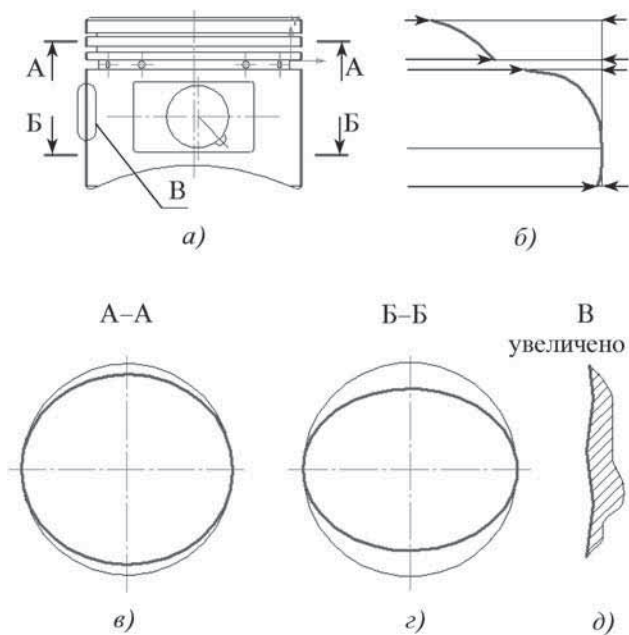 А А
Б Б
В
а) б)
А–А Б–Б В
увеличено
в) г) д)